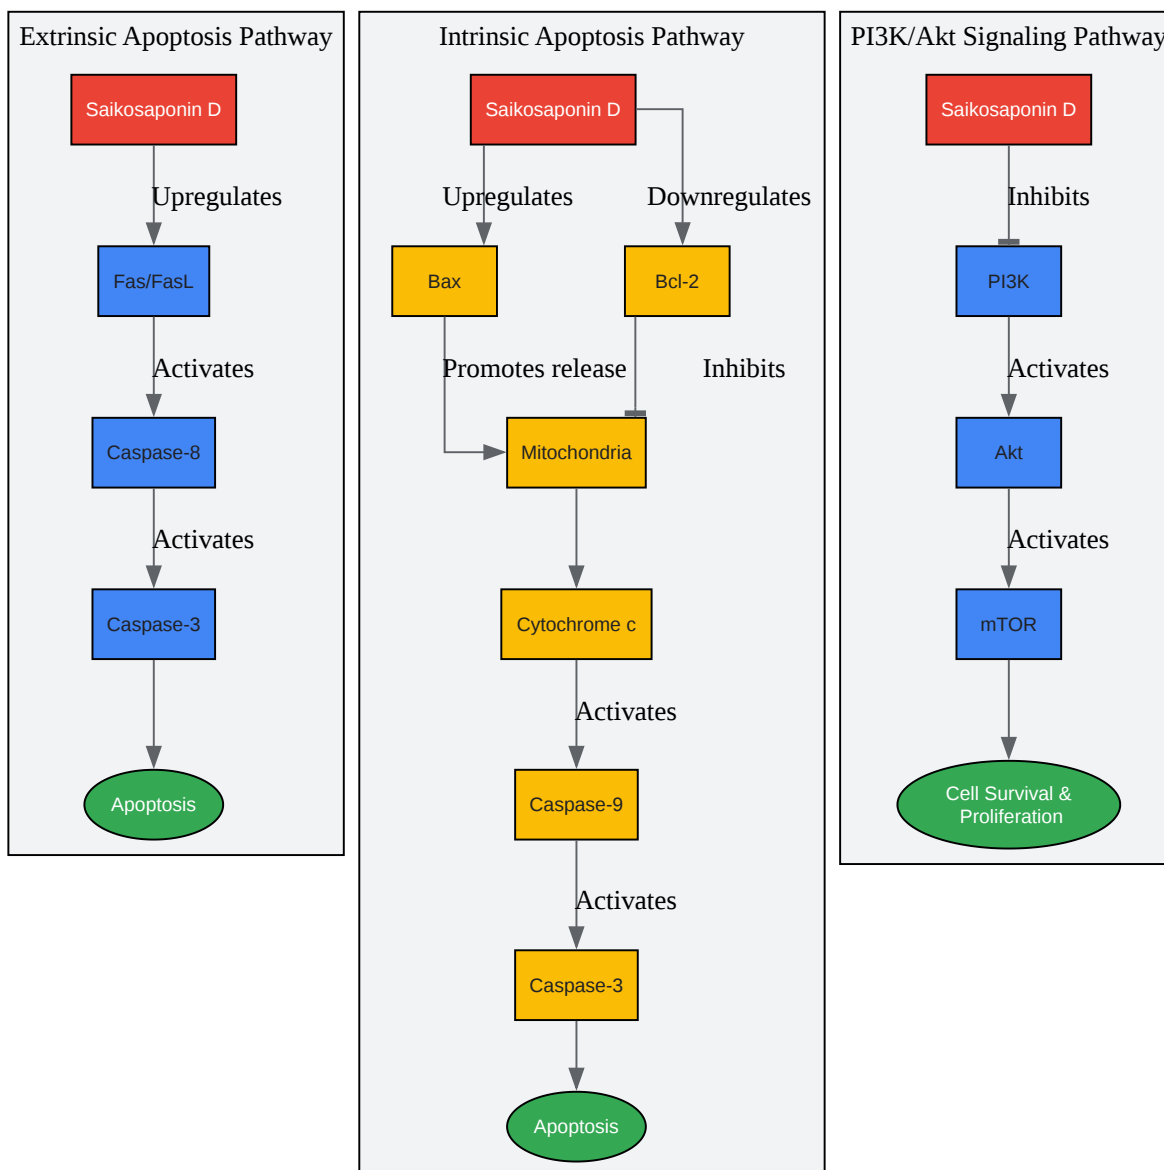 Extrinsic Apoptosis Pathway
Saikosaponin D
Upregulates
Fas/FasL
Activates
Caspase-8
Activates
Caspase-3
Apoptosis
Intrinsic Apoptosis Pathway
Saikosaponin D
Upregulates
Downregulates
Bax
Bcl-2
Promotes release
Inhibits
Mitochondria
Cytochrome c
Activates
Caspase-9
Activates
Caspase-3
Apoptosis
PI3K/Akt Signaling Pathway
Saikosaponin D
Inhibits
PI3K
Activates
Akt
Activates
mTOR
Cell Survival &
Proliferation